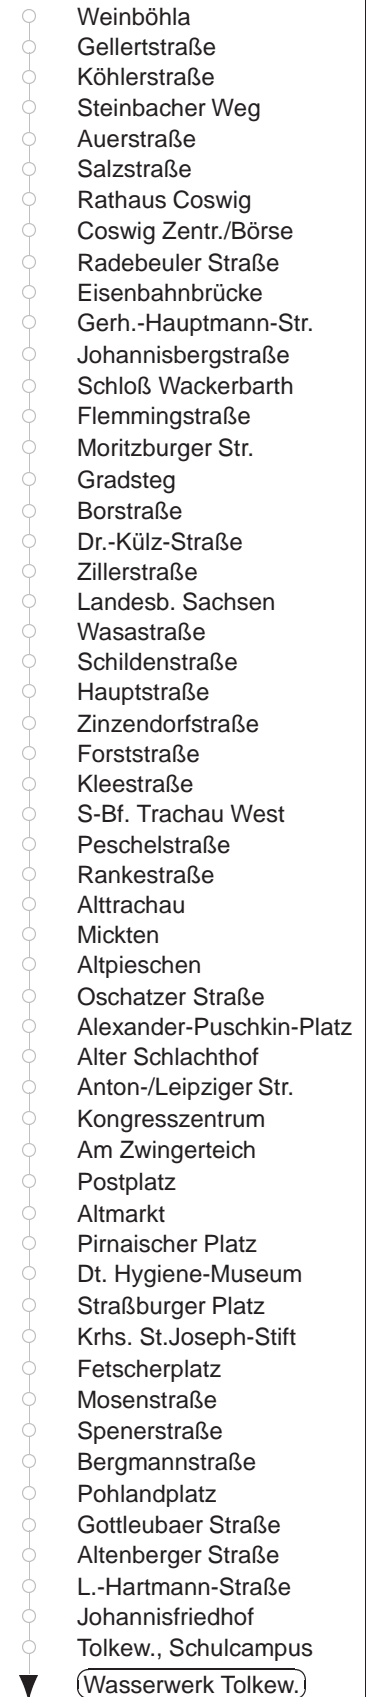 Weinböhla
Gellertstraße
Köhlerstraße
Steinbacher Weg
Auerstraße
Salzstraße
Rathaus Coswig
Coswig Zentr./Börse
Radebeuler Straße
Eisenbahnbrücke
Gerh.-Hauptmann-Str.
Johannisbergstraße
Schloß Wackerbarth
Flemmingstraße
Moritzburger Str.
Gradsteg
Borstraße
Dr.-Külz-Straße
Zillerstraße
Landesb. Sachsen
Wasastraße
Schildenstraße
Hauptstraße
Zinzendorfstraße
Forststraße
Kleestraße
S-Bf. Trachau West
Peschelstraße
Rankestraße
Alttrachau
Mickten
Altpieschen
Oschatzer Straße
Alexander-Puschkin-Platz
Alter Schlachthof
Anton-/Leipziger Str.
Kongresszentrum
Am Zwingerteich
Postplatz
Altmarkt
Pirnaischer Platz
Dt. Hygiene-Museum
Straßburger Platz
Krhs. St.Joseph-Stift
Fetscherplatz
Mosenstraße
Spenerstraße
Bergmannstraße
Pohlandplatz
Gottleubaer Straße
Altenberger Straße
L.-Hartmann-Straße
Johannisfriedhof
Tolkew., Schulcampus
Wasserwerk Tolkew.